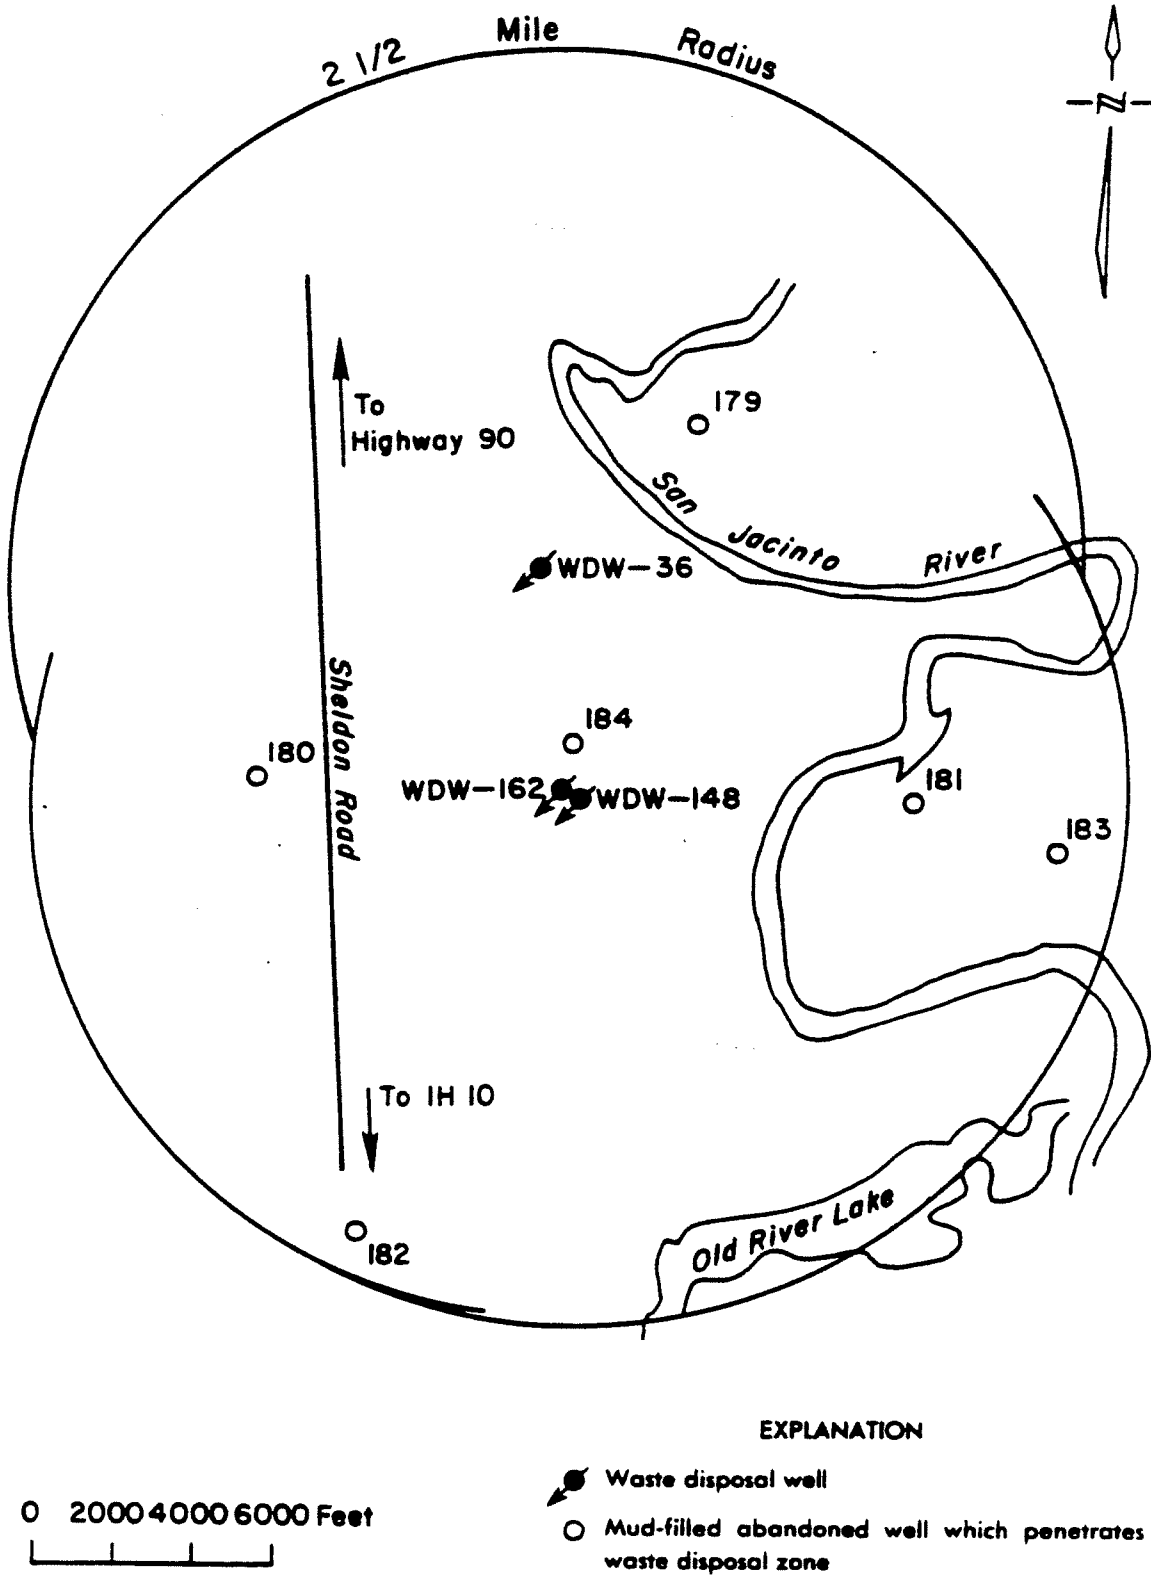 2 1/2 Mile Radius
N
To
Highway 90
179
San Jacinto River
WDW-36
Sheldon Road
184
180
WDW-162
WDW-148
181
183
To IH 10
Old River Lake
182
EXPLANATION
Waste disposal well
0 2000 4000 6000 Feet
Mud-filled abandoned well which penetrates
waste disposal zone